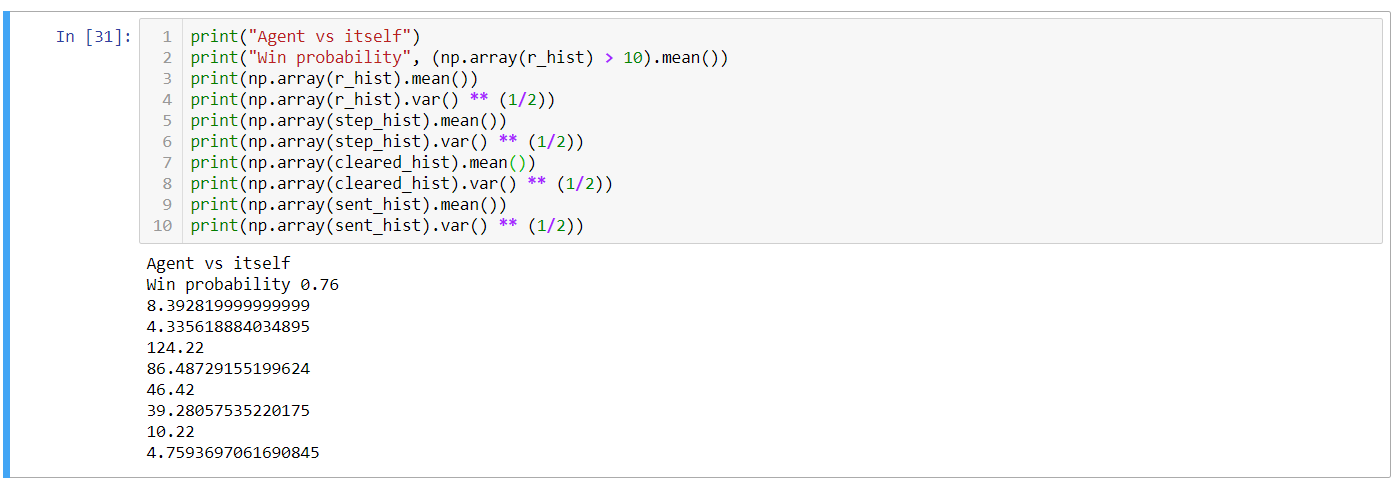 In [31]:
1 print("Agent vs itself")
2 print("Win probability", (np.array(r_hist) > 10).mean())
3 print(np.array(r_hist).mean())
4 print(np.array(r_hist).var() ** (1/2))
5 print(np.array(step_hist).mean())
6 print(np.array(step_hist).var() ** (1/2))
7 print(np.array(cleared_hist).mean())
8 print(np.array(cleared_hist).var() ** (1/2))
9 print(np.array(sent_hist).mean())
10 print(np.array(sent_hist).var() ** (1/2))
Agent vs itself
Win probability 0.76
8.392819999999999
4.335618884034895
124.22
86.48729155199624
46.42
39.28057535220175
10.22
4.7593697061690845